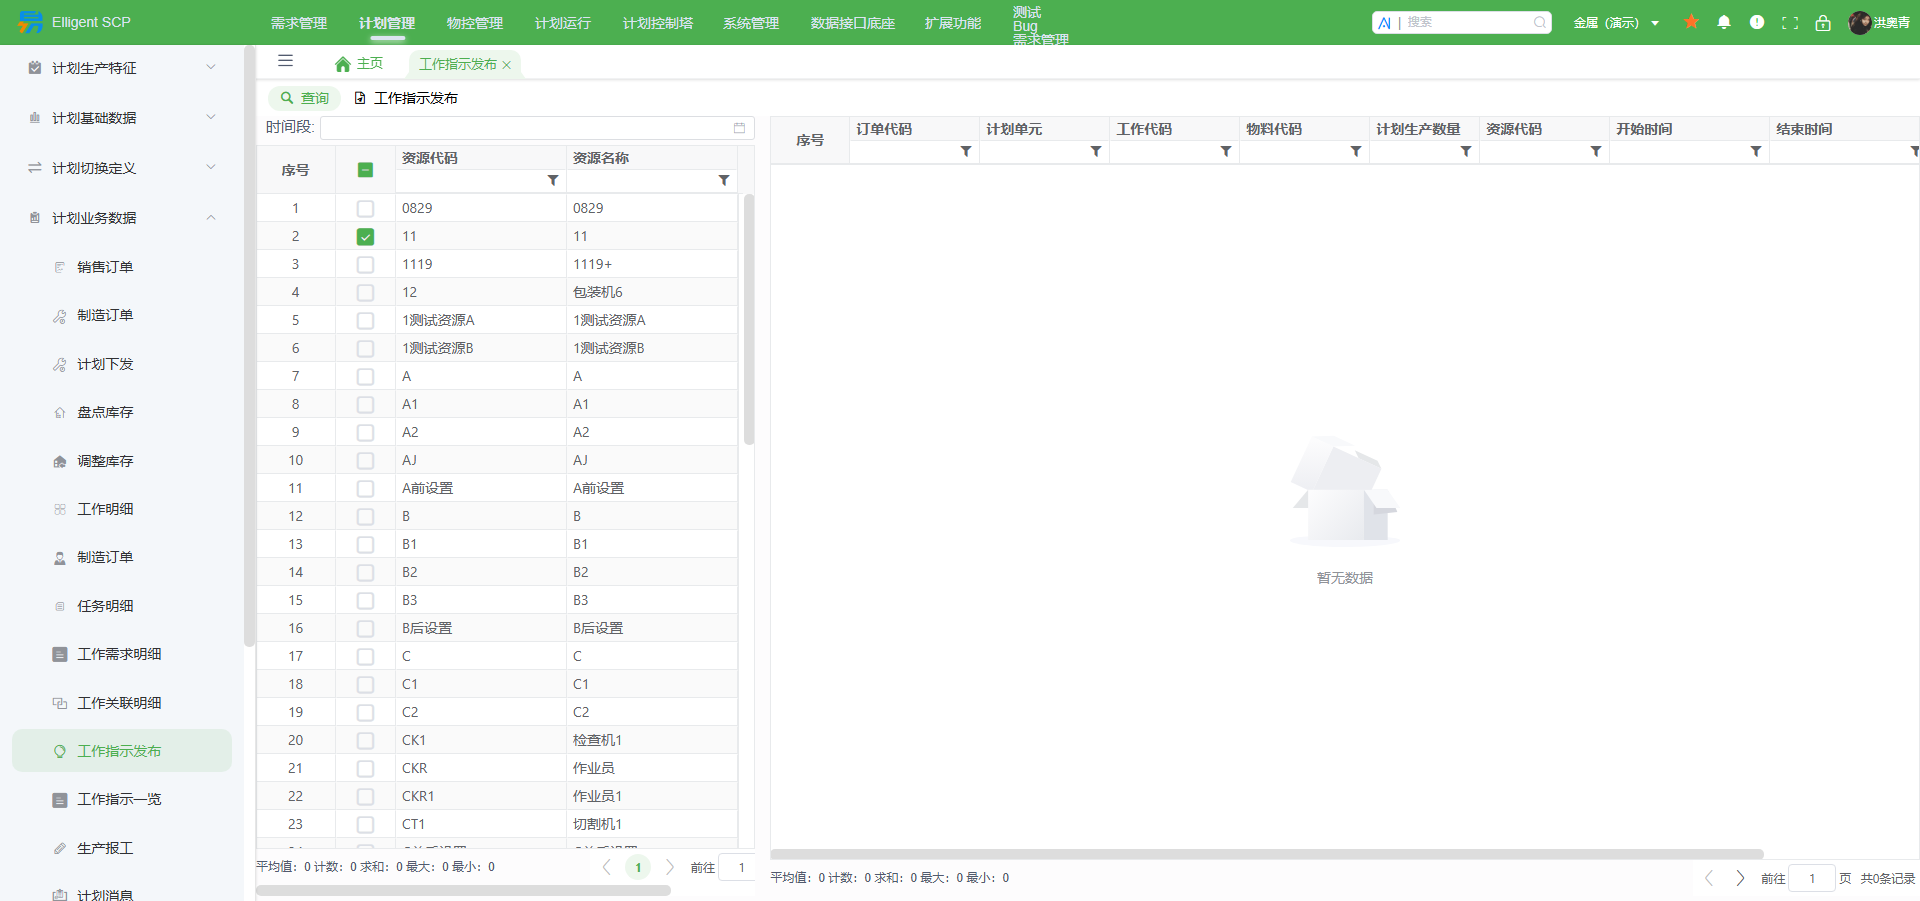 Elligent SCP
需求管理 计划管理 物控管理 计划运行 计划控制塔 系统管理 数据接口底座 扩展功能
测试
Bug
需求管理
AI | 搜索
金属（演示）
洪奥青
计划生产特征
计划基础数据
计划切换定义
计划业务数据
销售订单
制造订单
计划下发
盘点库存
调整库存
工作明细
制造订单
任务明细
工作需求明细
工作关联明细
工作指示发布
工作指示一览
生产报工
计划消息
主页
工作指示发布
查询
工作指示发布
时间段:
序号 资源代码 资源名称
1 0829 0829
2 11 11
3 1119 1119+
4 12 包装机6
5 1测试资源A 1测试资源A
6 1测试资源B 1测试资源B
7 A A
8 A1 A1
9 A2 A2
10 AJ AJ
11 A前设置 A前设置
12 B B
13 B1 B1
14 B2 B2
15 B3 B3
16 B后设置 B后设置
17 C C
18 C1 C1
19 C2 C2
20 CK1 检查机1
21 CKR 作业员
22 CKR1 作业员1
23 CT1 切割机1
平均值: 0 计数: 0 求和: 0 最大: 0 最小: 0
1
前往 1
序号 订单代码 计划单元 工作代码 物料代码 计划生产数量 资源代码 开始时间 结束时间
暂无数据
平均值: 0 计数: 0 求和: 0 最大: 0 最小: 0
前往 1 页 共0条记录